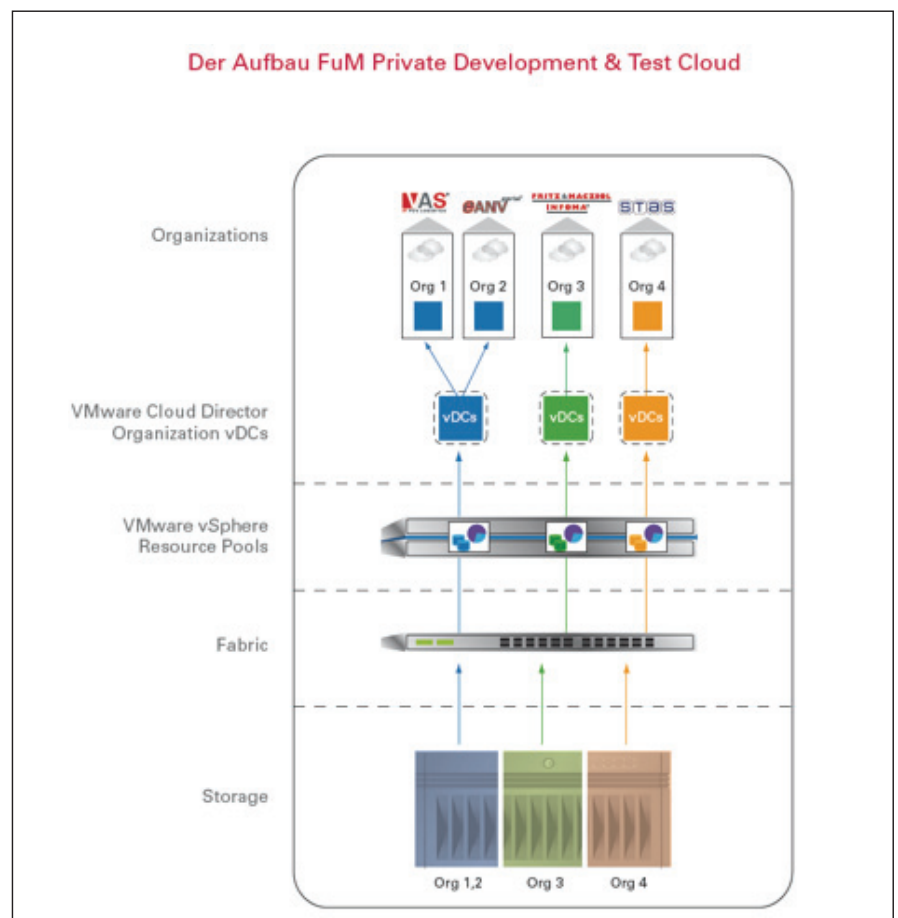 Der Aufbau FuM Private Development & Test Cloud
VAS
eANV
FRITZ & MACZIOL
INFOMA
STAS
Organizations
Org 1
Org 2
Org 3
Org 4
VMware Cloud Director
Organization vDCs
vDCs
vDCs
vDCs
VMware vSphere
Resource Pools
Fabric
Storage
Org 1,2
Org 3
Org 4